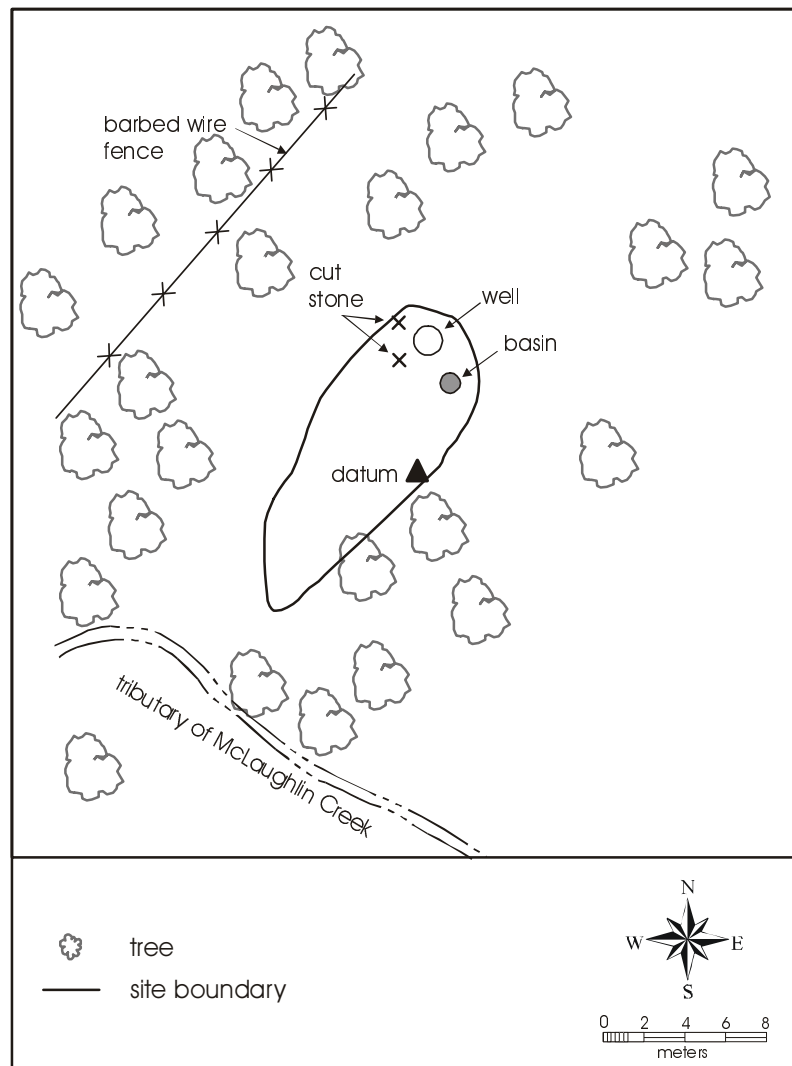 barbed wire
fence
cut
stone
well
basin
datum
tributary of McLaughlin Creek
tree
site boundary
N
W E
S
0 2 4 6 8
meters